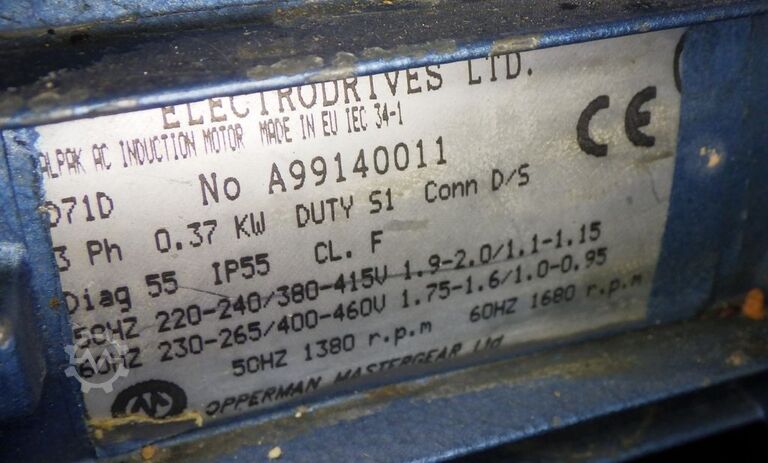 ELECTRODRIVES LTD.
ALPAK AC INDUCTION MOTOR MADE IN EU IEC 34-1
D71D No A99140011 CE
3 Ph 0.37 KW DUTY S1 Conn D/S
Diag 55 IP55 CL. F
50HZ 220-240/380-415V 1.9-2.0/1.1-1.15
60HZ 230-265/400-460V 1.75-1.6/1.0-0.95
50HZ 1380 r.p.m 60HZ 1680 r.p.m
OPPERMAN MASTERGEAR Ltd